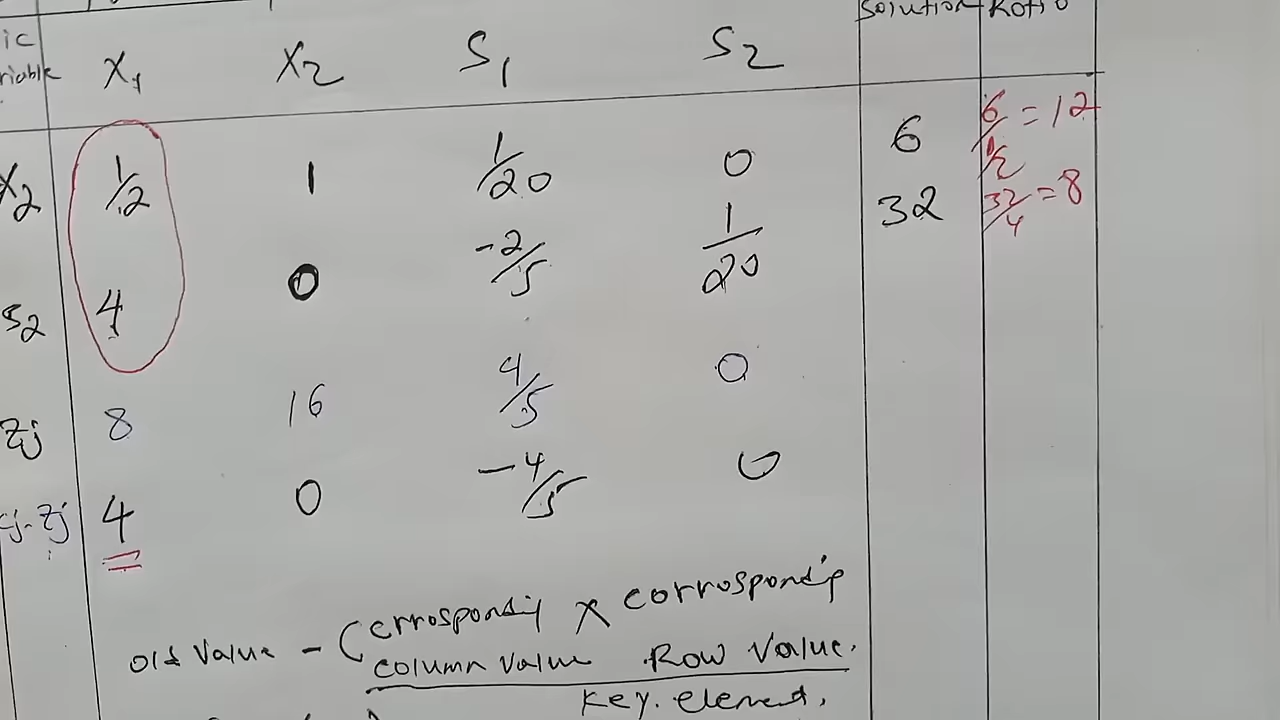 Solution Ratio
ic
riable X1 X2 S1 S2
X2 1/2 1 1/20 0 6 6/1/2 = 12
S2 4 0 -2/5 1/20 32 32/4 = 8
Zj 8 16 4/5 0
cj-Zj 4 0 -4/5 0
old Value - (Corrospondig X Corrospondig
column Value Row Value.
Key. element.